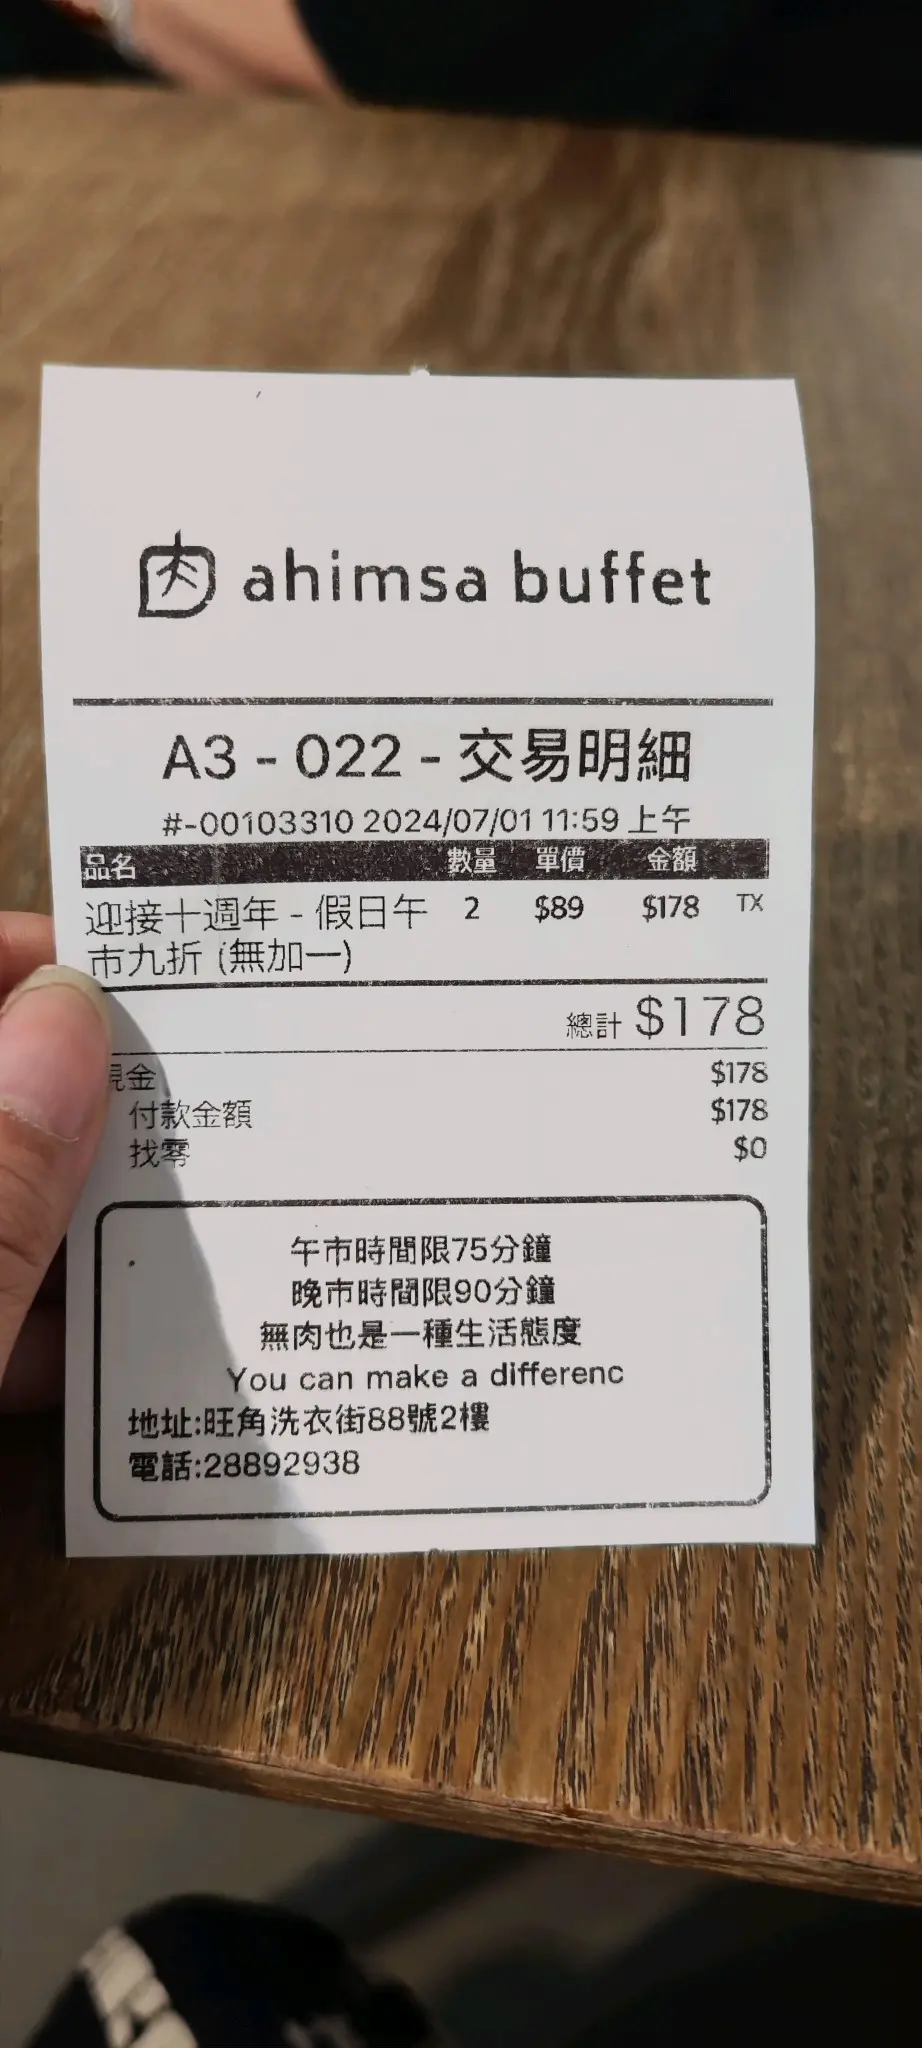 肉 ahimsa buffet
A3 - 022 - 交易明細
#-00103310 2024/07/01 11:59 上午
品名 數量 單價 金額
迎接十週年 - 假日午 2 $89 $178 TX
市九折 (無加一)
總計 $178
現金 $178
付款金額 $178
找零 $0
午市時間限75分鐘
晚市時間限90分鐘
無肉也是一種生活態度
You can make a differenc
地址:旺角洗衣街88號2樓
電話:28892938